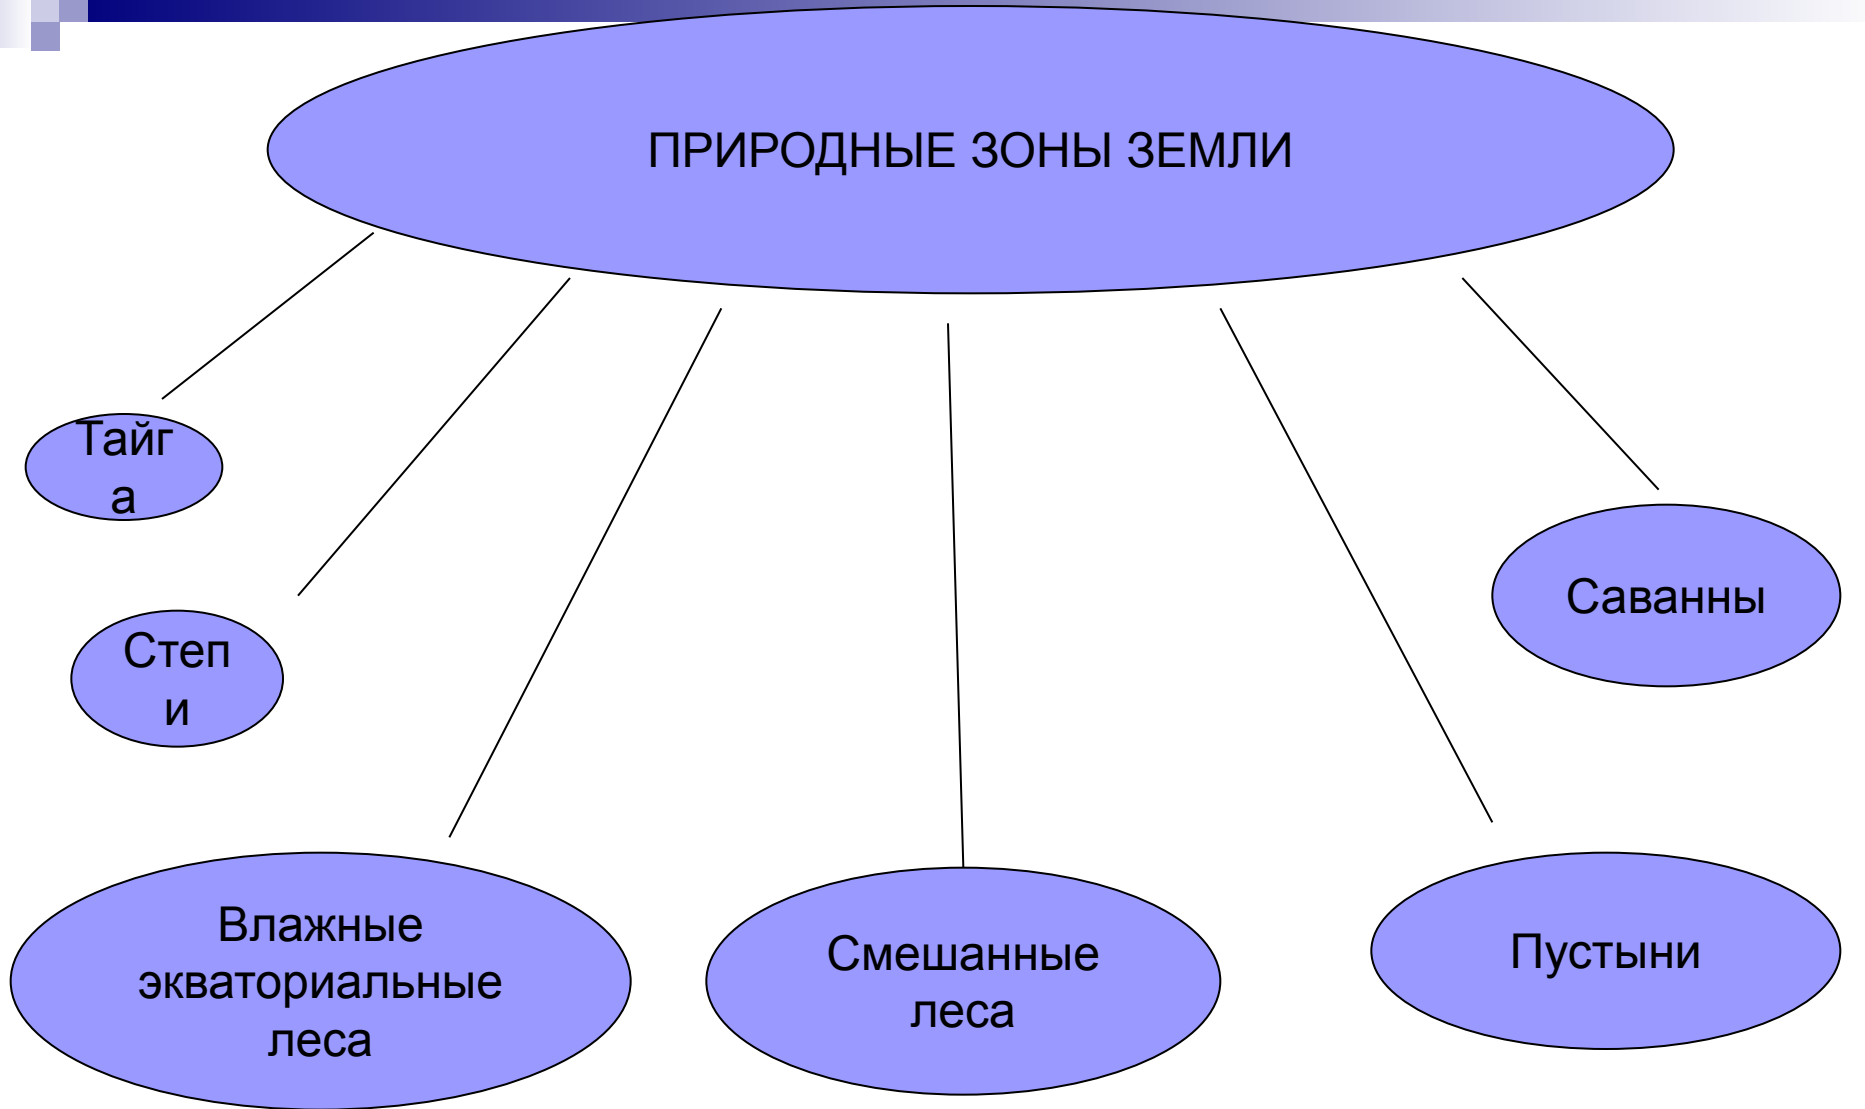 ПРИРОДНЫЕ ЗОНЫ ЗЕМЛИ
Тайг
а
Степ
и
Саванны
Влажные
экваториальные
леса
Смешанные
леса
Пустыни